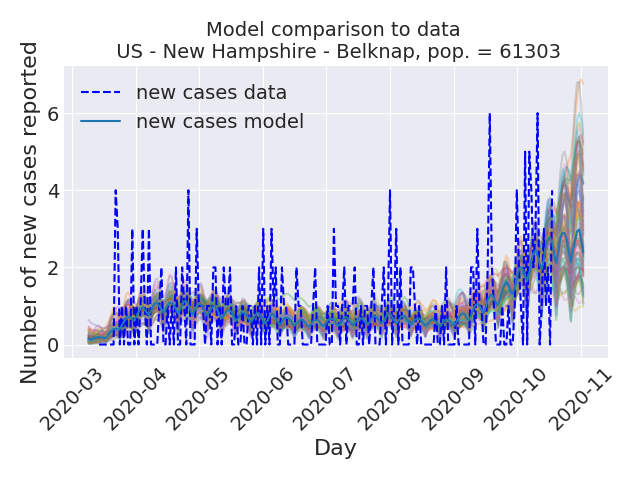 Model comparison to data
US - New Hampshire - Belknap, pop. = 61303
Number of new cases reported
new cases data
new cases model
6
4
2
0
2020-03
2020-04
2020-05
2020-06
2020-07
2020-08
2020-09
2020-10
2020-11
Day